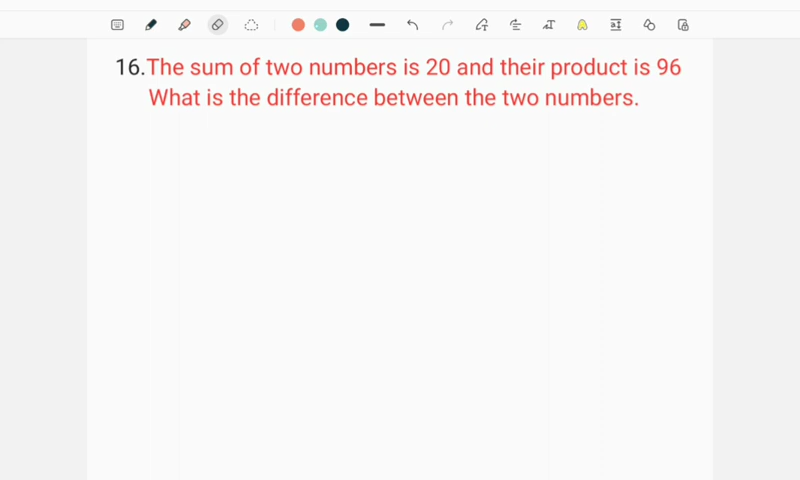 16.The sum of two numbers is 20 and their product is 96
What is the difference between the two numbers.